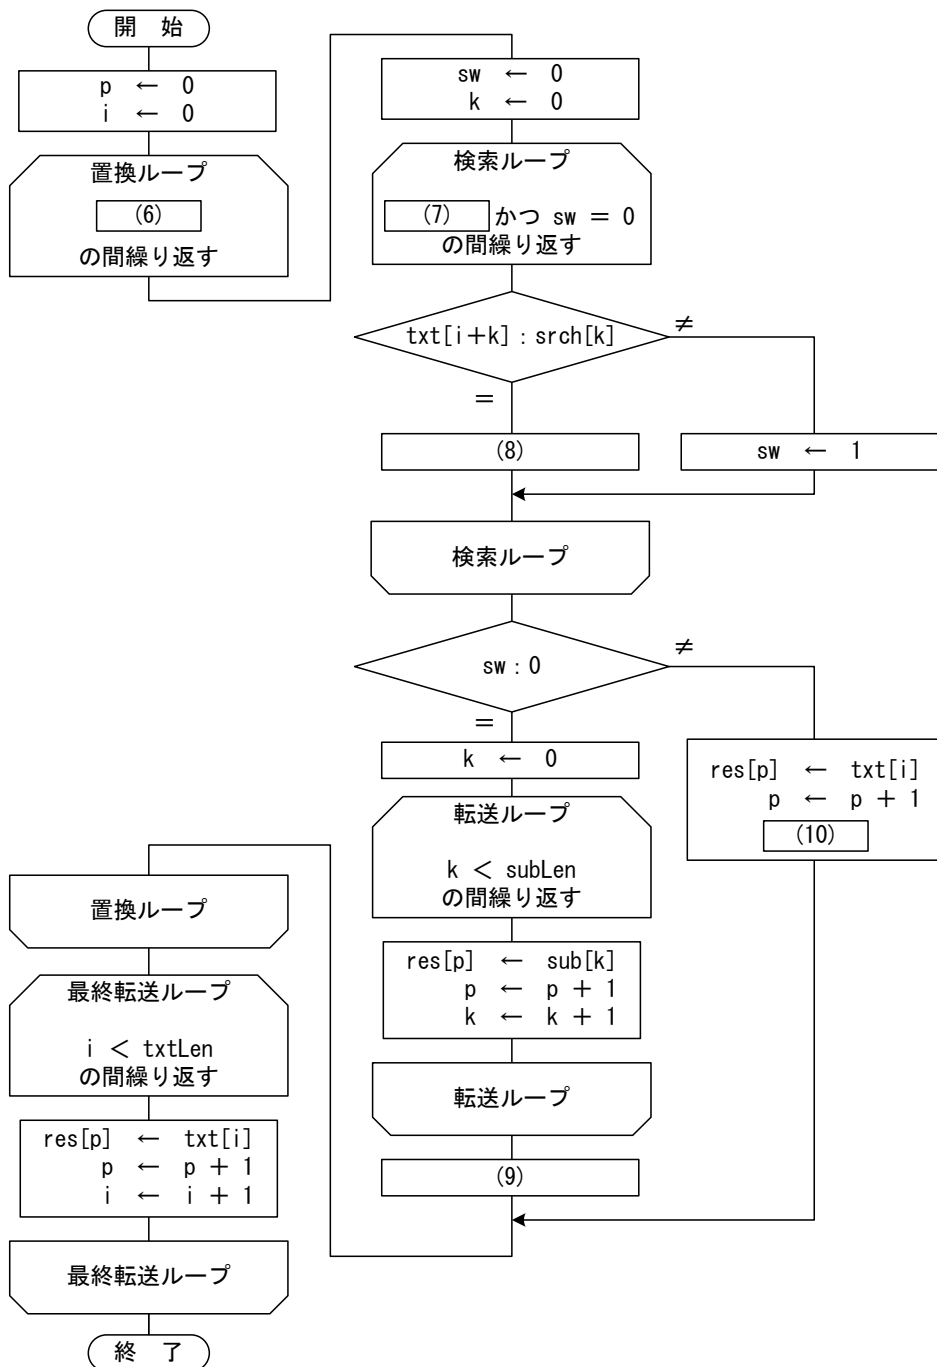 開 始
p ← 0
i ← 0
置換ループ
(6)
の間繰り返す
sw ← 0
k ← 0
検索ループ
(7) かつ sw = 0
の間繰り返す
txt[i+k] : srch[k]
≠
=
(8)
sw ← 1
検索ループ
sw : 0
≠
=
k ← 0
転送ループ
k < subLen
の間繰り返す
res[p] ← sub[k]
p ← p + 1
k ← k + 1
転送ループ
(9)
res[p] ← txt[i]
p ← p + 1
(10)
置換ループ
最終転送ループ
i < txtLen
の間繰り返す
res[p] ← txt[i]
p ← p + 1
i ← i + 1
最終転送ループ
終 了